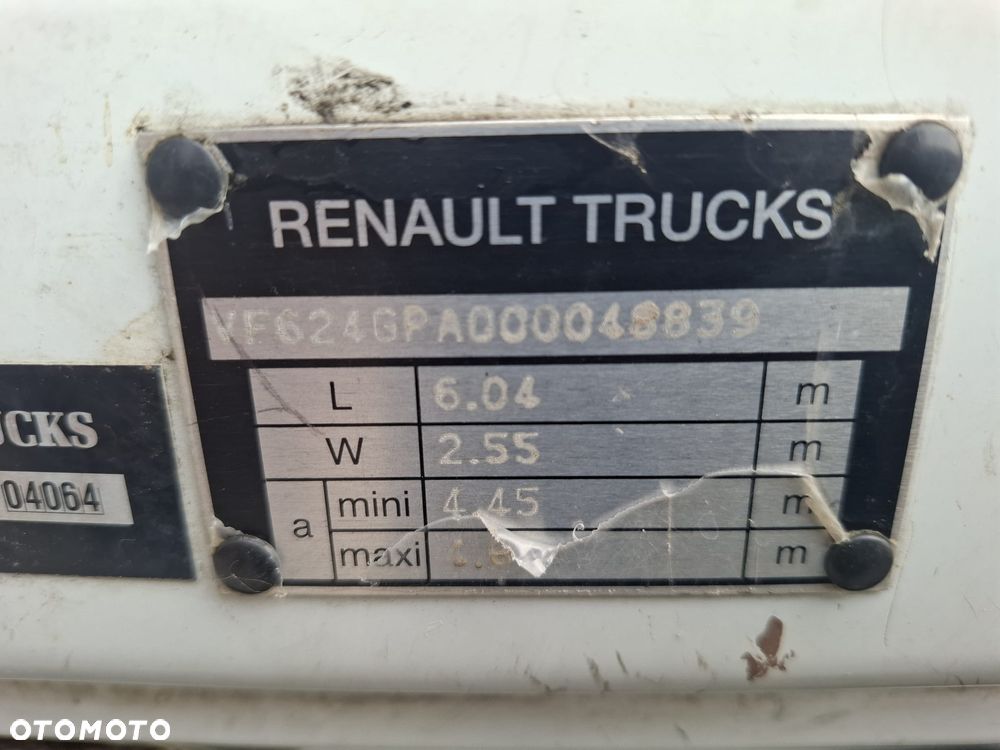 RENAULT TRUCKS
VF624GPA000048839
L 6.04 m
W 2.55 m
a mini 4.45 m
maxi m
UCKS
04064
OTOMOTO